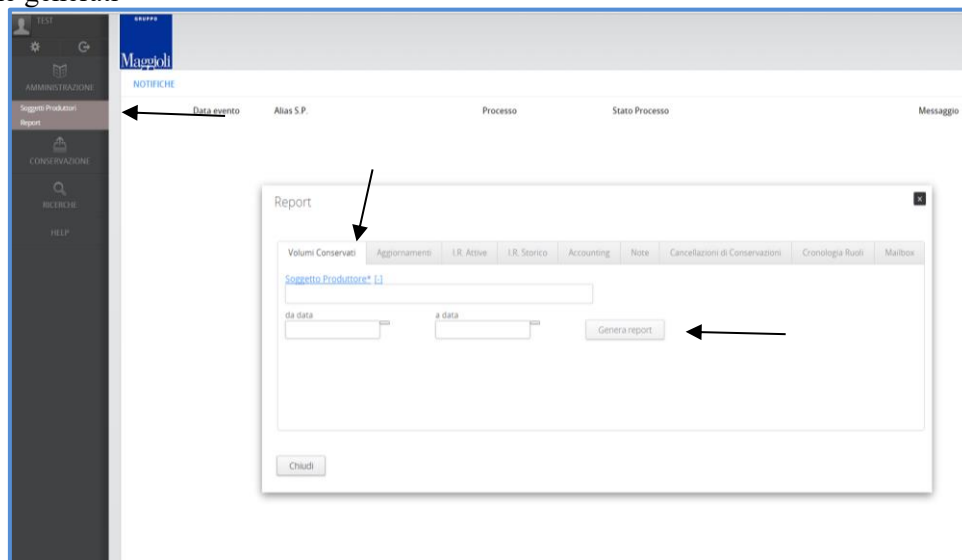 generati
TEST
GRUPPO
Maggioli
AMMINISTRAZIONE
NOTIFICHE
Soggetti Produttori
Report
Data evento Alias S.P. Processo Stato Processo Messaggio
CONSERVAZIONE
RICERCHE
HELP
Report
x
Volumi Conservati Aggiornamenti I.R. Attive I.R. Storico Accounting Note Cancellazioni di Conservazioni Cronologia Ruoli Mailbox
Soggetto Produttore* [-]
da data a data
Genera report
Chiudi